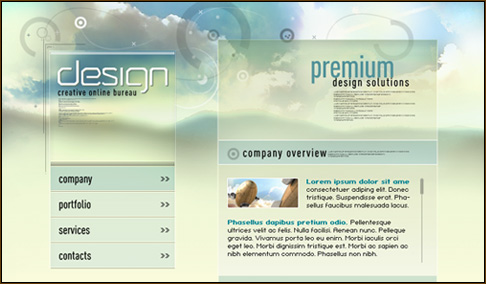 design
creative online bureau
company >>
portfolio >>
services >>
contacts >>
premium
design solutions
company overview
Lorem ipsum dolor sit ame
consectetuer adiping elit. Donec
tristique. Suspendisse erat. Pha-
sellus faucibus malesuada lacus.
Phasellus dapibus pretium odio. Pellentesque
ultrices velit ac felis. Nulla facilisi. Aenean nunc. Pelleque
gravida. Vivamus porta leo eu enim. Morbi iaculis orci
eget leo. Morbi dignissim tristique est. Morbi ac sapien ac
nibh elementum commodo. Phasellus non nibh.